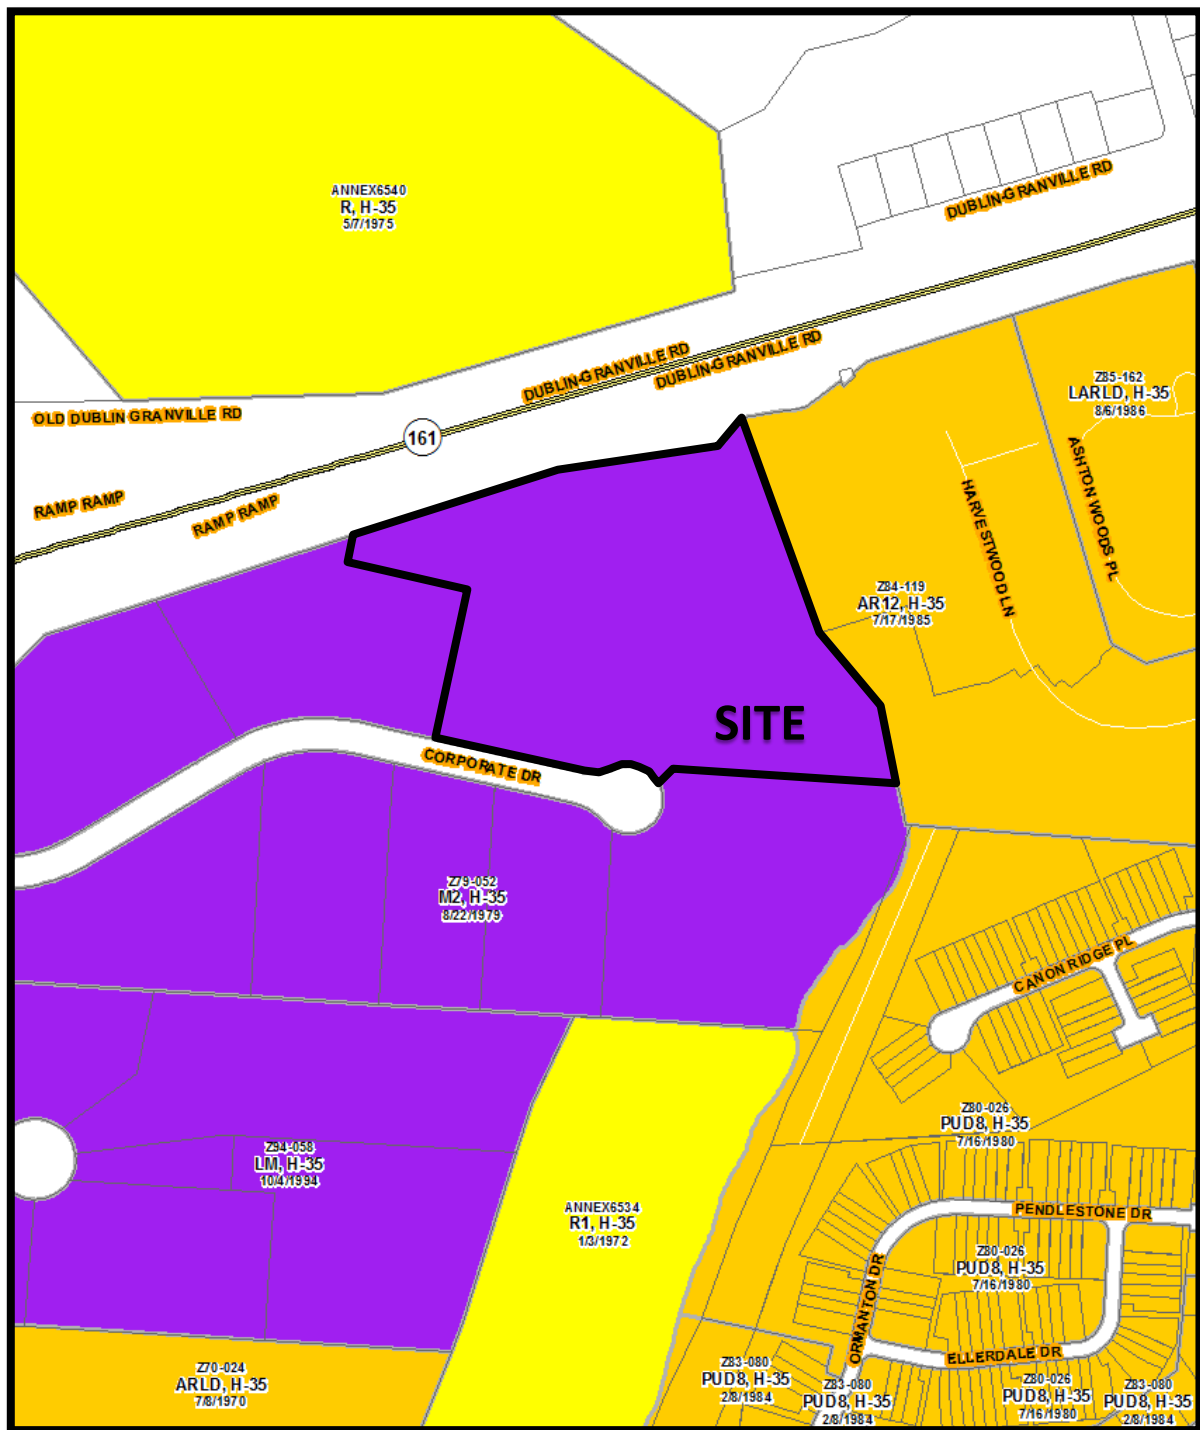 ANNEX6540
R, H-35
5/7/1975
DUBLIN-GRANVILLE RD
DUBLIN-GRANVILLE RD
DUBLIN-GRANVILLE RD
Z85-162
LARLD, H-35
8/6/1986
OLD DUBLIN GRANVILLE RD
161
RAMP RAMP
RAMP RAMP
ASHTON WOODS PL
HARVESTWOOD LN
Z84-119
AR12, H-35
7/17/1985
SITE
CORPORATE DR
Z79-052
M2, H-35
8/22/1979
CANON RIDGE PL
Z80-026
PUD8, H-35
7/16/1980
Z94-058
LM, H-35
10/4/1994
ANNEX6534
R1, H-35
1/3/1972
PENDLESTONE DR
Z80-026
PUD8, H-35
7/16/1980
ORMANTON DR
ELLERDALE DR
Z70-024
ARLD, H-35
7/8/1970
Z83-080
PUD8, H-35
2/8/1984
Z83-080
PUD8, H-35
2/8/1984
Z80-026
PUD8, H-35
7/16/1980
Z83-080
PUD8, H-35
2/8/1984